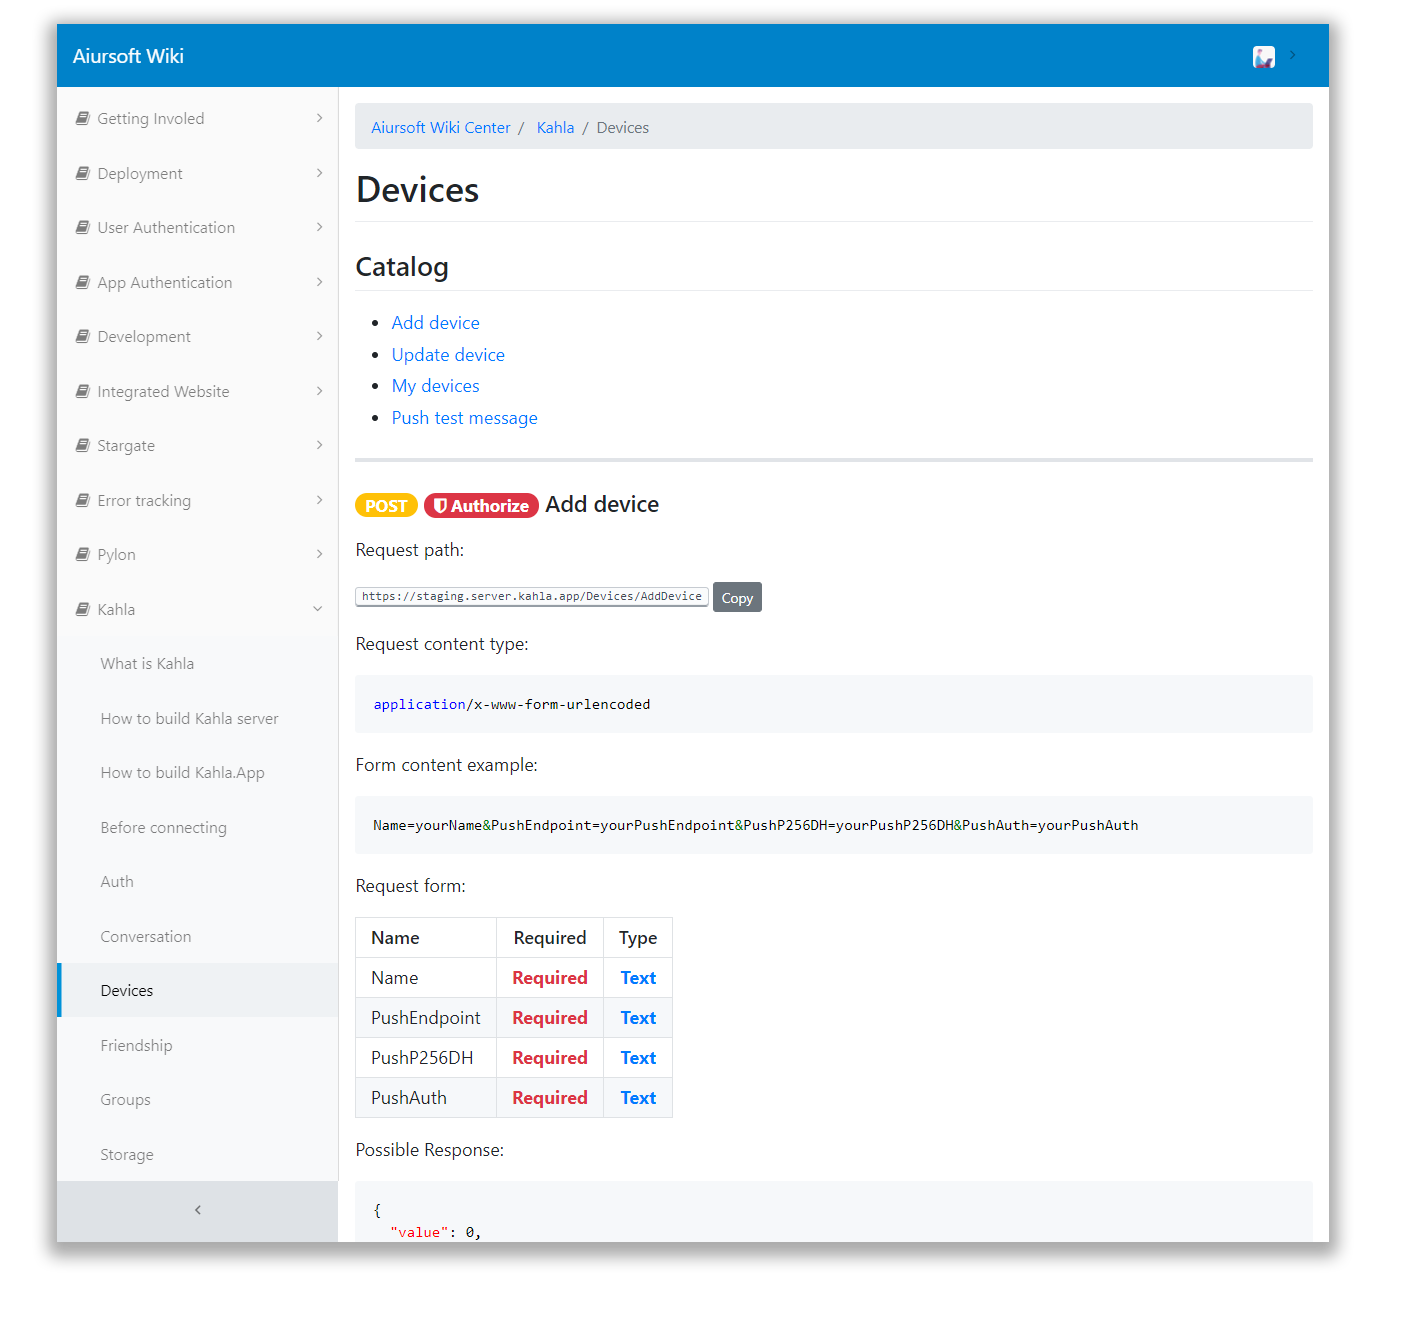 Aiursoft Wiki
Getting Involed
Deployment
User Authentication
App Authentication
Development
Integrated Website
Stargate
Error tracking
Pylon
Kahla
What is Kahla
How to build Kahla server
How to build Kahla.App
Before connecting
Auth
Conversation
Devices
Friendship
Groups
Storage
Aiursoft Wiki Center / Kahla / Devices
Devices
Catalog
Add device
Update device
My devices
Push test message
POST Authorize Add device
Request path:
https://staging.server.kahla.app/Devices/AddDevice Copy
Request content type:
application/x-www-form-urlencoded
Form content example:
Name=yourName&PushEndpoint=yourPushEndpoint&PushP256DH=yourPushP256DH&PushAuth=yourPushAuth
Request form:
Name Required Type
Name Required Text
PushEndpoint Required Text
PushP256DH Required Text
PushAuth Required Text
Possible Response:
{
"value": 0,